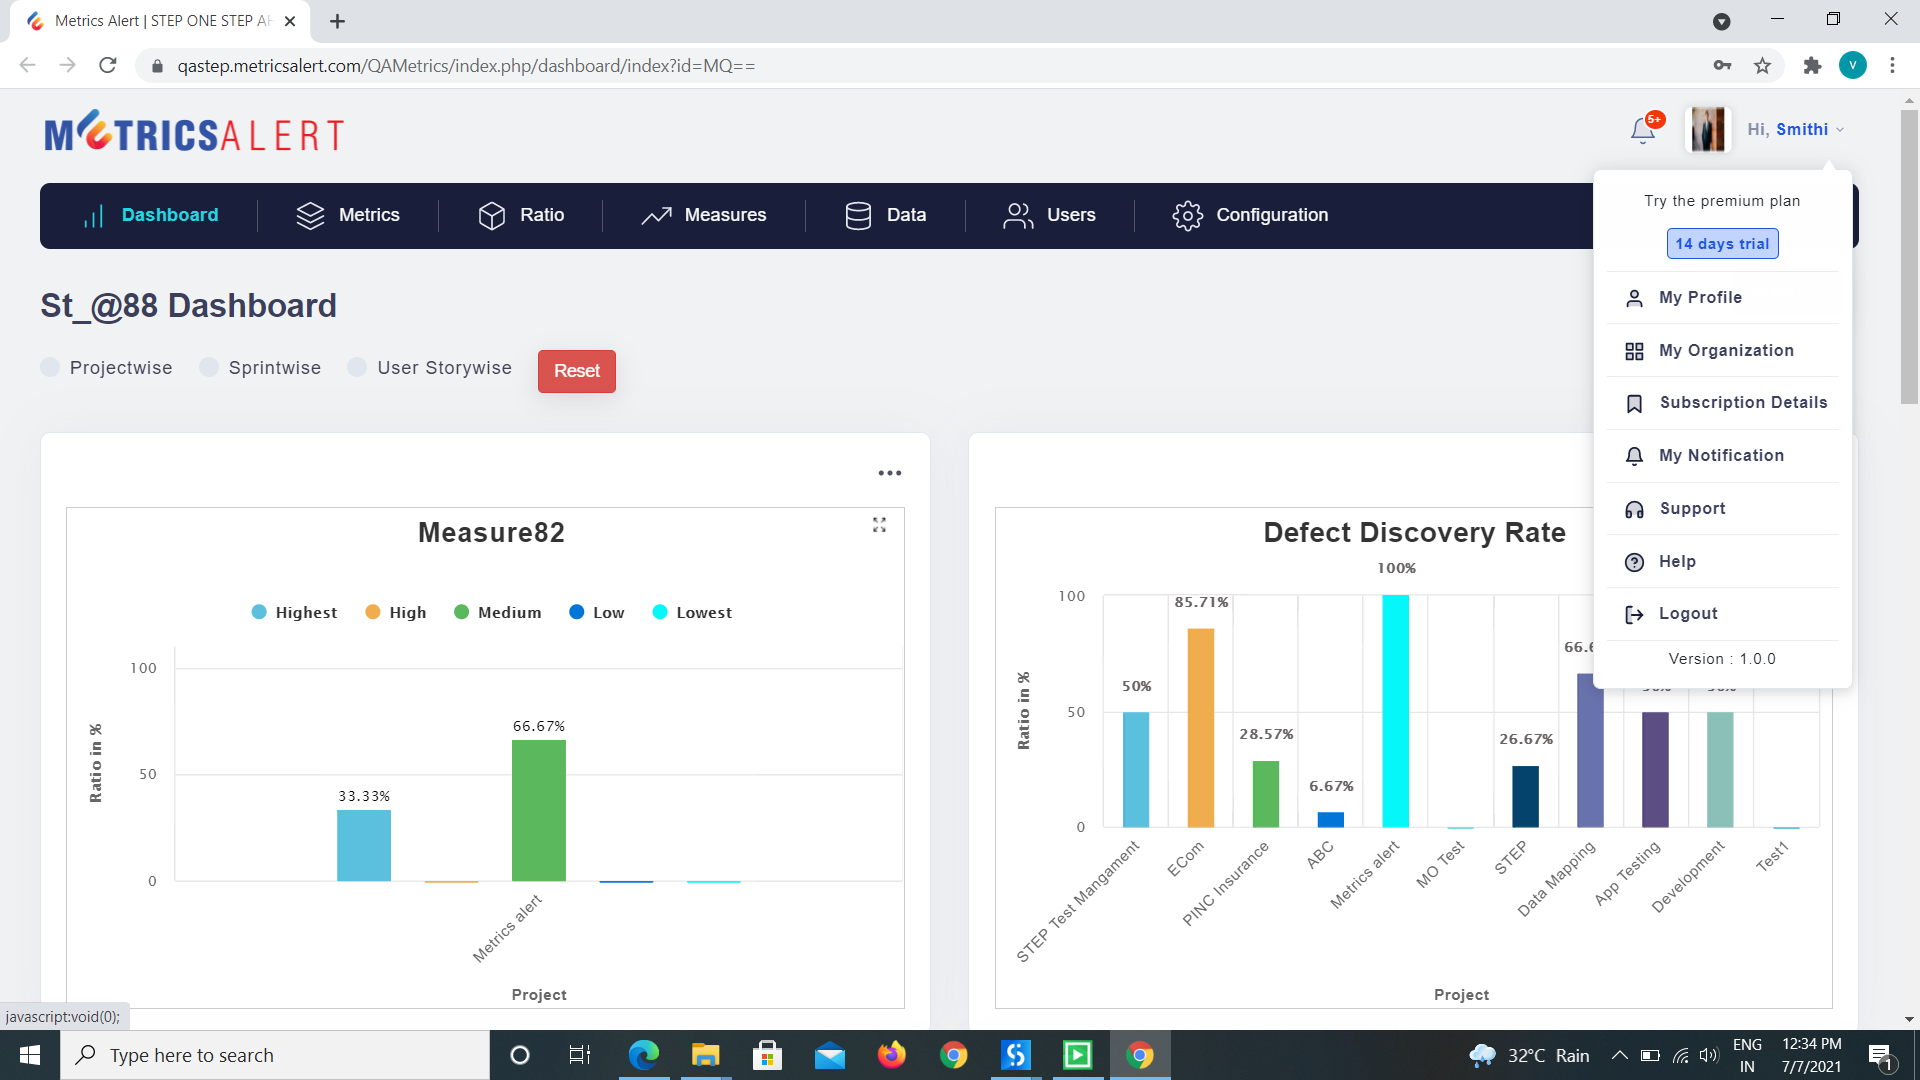 Metrics Alert | STEP ONE STEP AH
qastep.metricsalert.com/QAMetrics/index.php/dashboard/index?id=MQ==
V
METRICSALERT
5+
Hi, Smithi
Dashboard
Metrics
Ratio
Measures
Data
Users
Configuration
Try the premium plan
14 days trial
My Profile
My Organization
Subscription Details
My Notification
Support
Help
Logout
Version : 1.0.0
St_@88 Dashboard
Projectwise
Sprintwise
User Storywise
Reset
Measure82
Highest
High
Medium
Low
Lowest
Ratio in %
100
50
0
33.33%
66.67%
Metrics alert
Project
Defect Discovery Rate
Ratio in %
100
50
0
50%
85.71%
28.57%
6.67%
100%
26.67%
STEP Test Mangament
ECom
PINC Insurance
ABC
Metrics alert
MO Test
STEP
Data Mapping
App Testing
Development
Test1
Project
javascript:void(0);
Type here to search
32°C Rain
ENG
IN
12:34 PM
7/7/2021
1